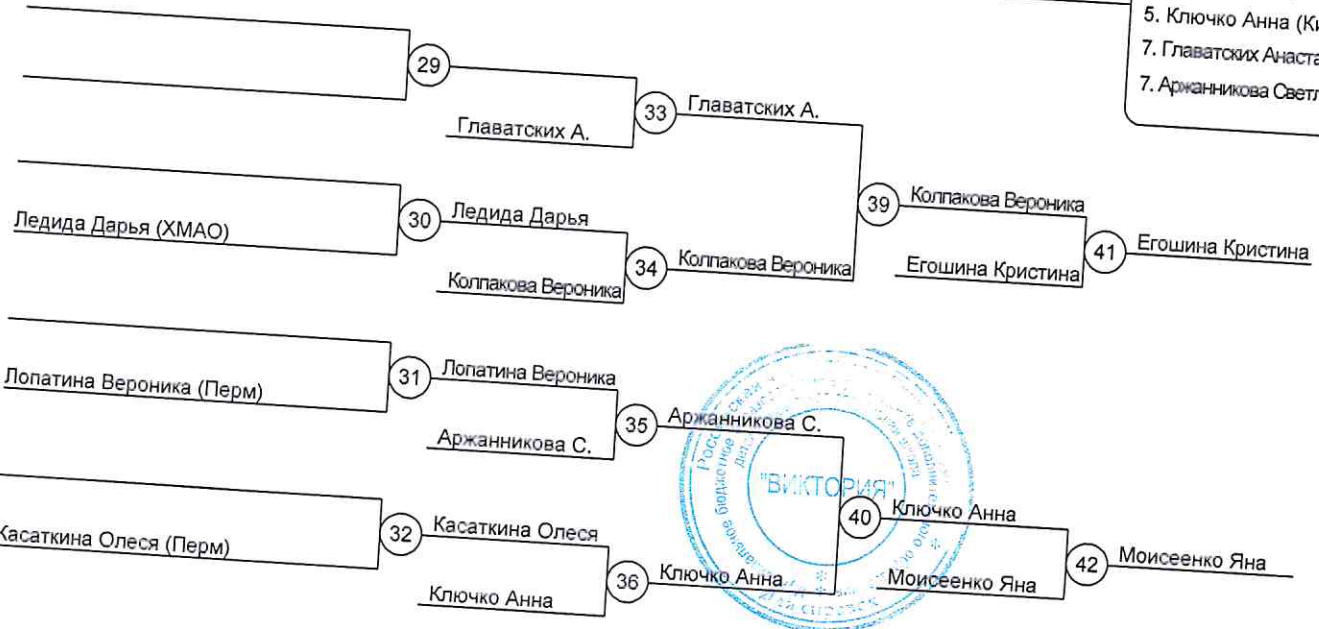 5. Ключко Анна (Ки
7. Главатских Анаста
7. Аржанникова Светл
29
33
Главатских А.
Главатских А.
39
Колпакова Вероника
Ледида Дарья (ХМАО)
30
Ледида Дарья
34
Колпакова Вероника
Колпакова Вероника
Егошина Кристина
41
Егошина Кристина
Лопатина Вероника (Перм)
31
Лопатина Вероника
35
Аржанникова С.
Аржанникова С.
"ВИКТОРИЯ"
40
Ключко Анна
Касаткина Олеся (Перм)
32
Касаткина Олеся
36
Ключко Анна
Ключко Анна
Моисеенко Яна
42
Моисеенко Яна